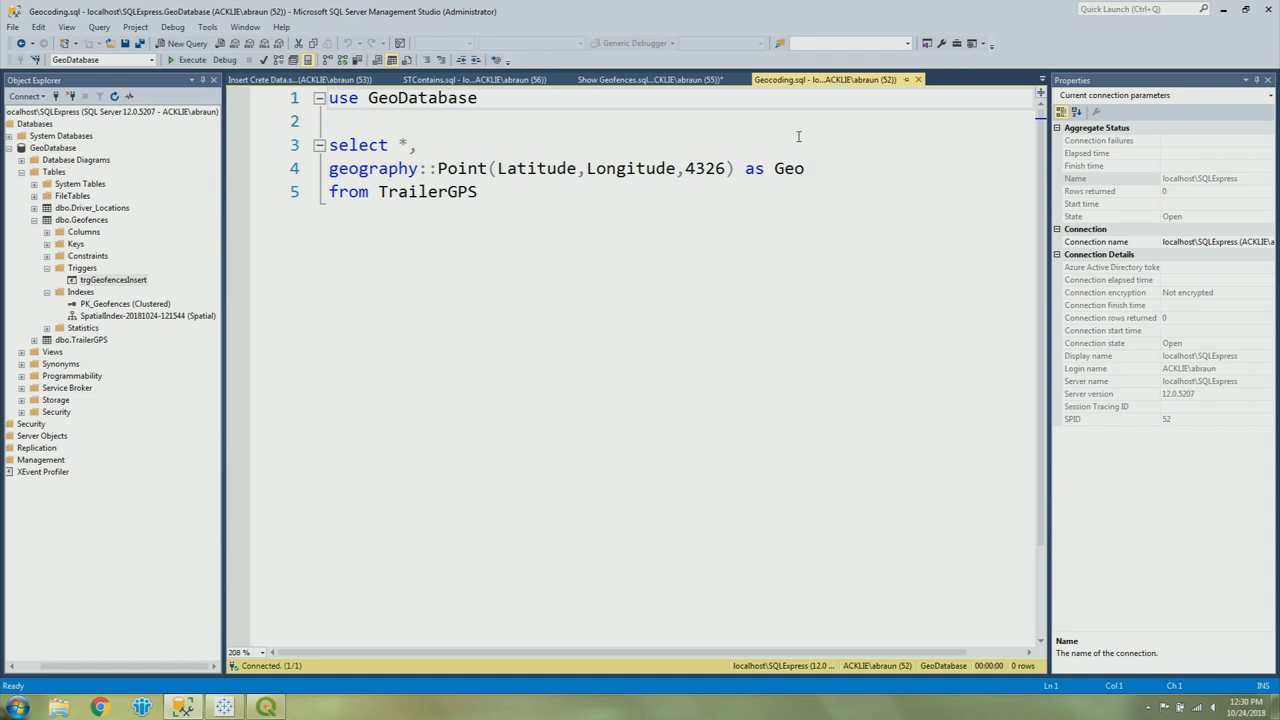 Geocoding.sql - localhost\SQLExpress.GeoDatabase (ACKLIE\abraun (52)) - Microsoft SQL Server Management Studio (Administrator)
Quick Launch (Ctrl+Q)
File Edit View Query Project Debug Tools Window Help
New Query
Generic Debugger
GeoDatabase
Execute Debug
Object Explorer
Insert Crete Data.s...(ACKLIE\abraun (53))
STContains.sql - lo...ACKLIE\abraun (56))
Show Geofences.sql...CKLIE\abraun (55))*
Geocoding.sql - lo...ACKLIE\abraun (52))
Properties
Connect
ocalhost\SQLExpress (SQL Server 12.0.5207 - ACKLIE\abraun)
Databases
System Databases
GeoDatabase
Database Diagrams
Tables
System Tables
FileTables
dbo.Driver_Locations
dbo.Geofences
Columns
Keys
Constraints
Triggers
trgGeofencesInsert
Indexes
PK_Geofences (Clustered)
SpatialIndex-20181024-121544 (Spatial)
Statistics
dbo.TrailerGPS
Views
Synonyms
Programmability
Service Broker
Storage
Security
Security
Server Objects
Replication
Management
XEvent Profiler
1 use GeoDatabase
2
3 select *,
4 geography::Point(Latitude,Longitude,4326) as Geo
5 from TrailerGPS
208 %
Connected. (1/1)
localhost\SQLExpress (12.0 ...
ACKLIE\abraun (52)
GeoDatabase
00:00:00
0 rows
Current connection parameters
Aggregate Status
Connection failures
Elapsed time
Finish time
Name localhost\SQLExpress
Rows returned 0
Start time
State Open
Connection
Connection name localhost\SQLExpress (ACKLIE\a
Connection Details
Azure Active Directory toke
Connection elapsed time
Connection encryption Not encrypted
Connection finish time
Connection rows returned 0
Connection start time
Connection state Open
Display name localhost\SQLExpress
Login name ACKLIE\abraun
Server name localhost\SQLExpress
Server version 12.0.5207
Session Tracing ID
SPID 52
Name
The name of the connection.
Ready
Ln 1 Col 1 Ch 1 INS
12:30 PM
10/24/2018